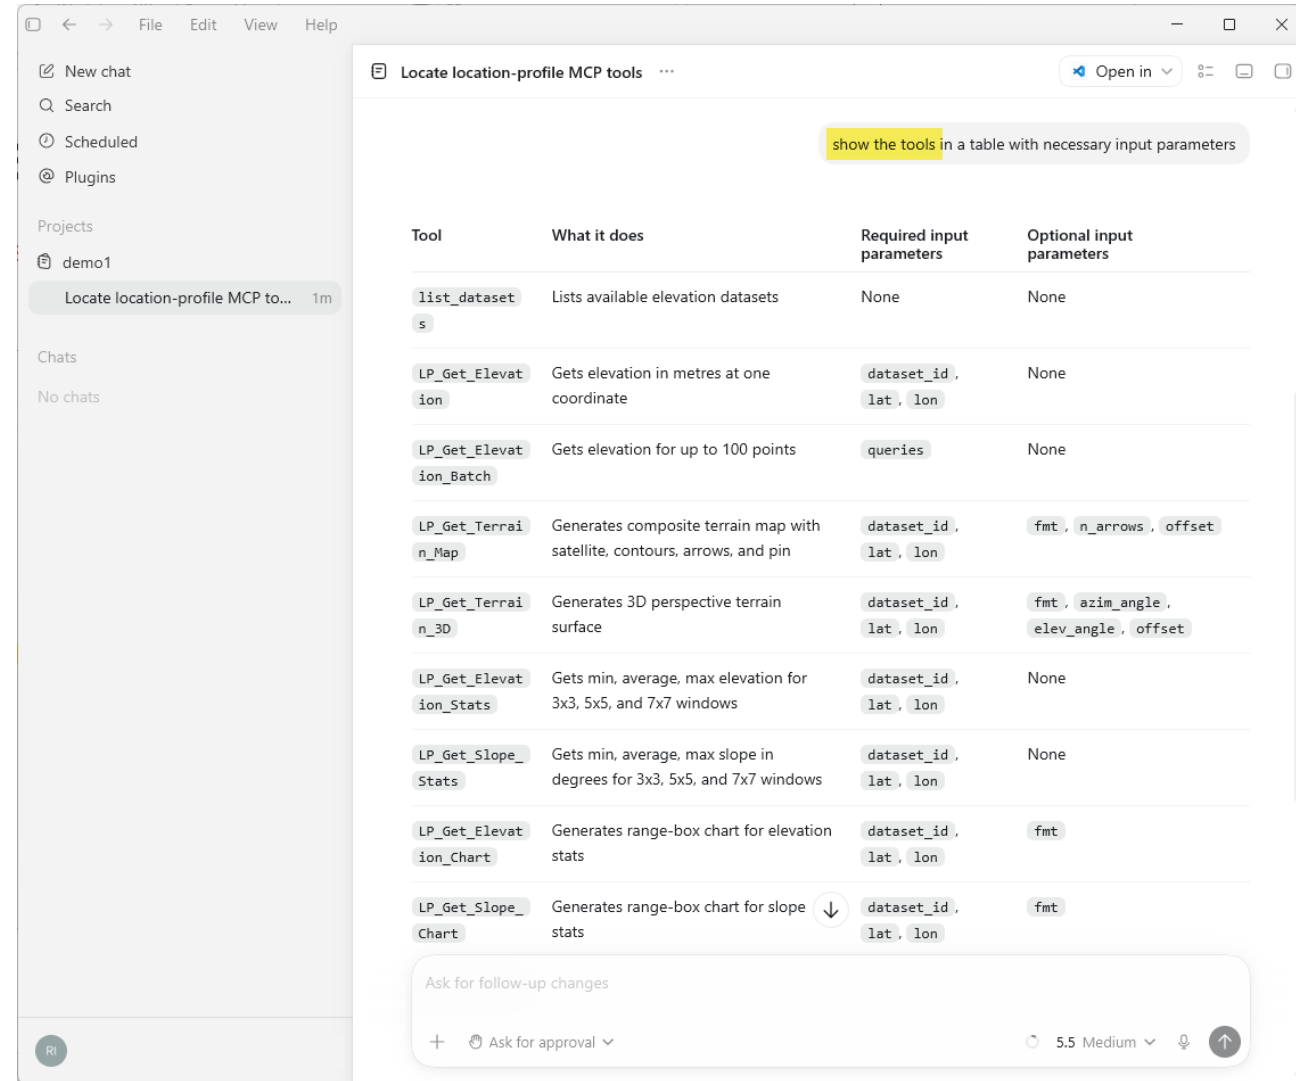 File Edit View Help
New chat
Search
Scheduled
Plugins
Projects
demo1
Locate location-profile MCP to... 1m
Chats
No chats
RI
Locate location-profile MCP tools ...
Open in
show the tools in a table with necessary input parameters
Tool What it does Required input parameters Optional input parameters
list_datasets Lists available elevation datasets None None
LP_Get_Elevation Gets elevation in metres at one coordinate dataset_id, lat, lon None
LP_Get_Elevation_Batch Gets elevation for up to 100 points queries None
LP_Get_Terrain_Map Generates composite terrain map with satellite, contours, arrows, and pin dataset_id, lat, lon fmt, n_arrows, offset
LP_Get_Terrain_3D Generates 3D perspective terrain surface dataset_id, lat, lon fmt, azim_angle, elev_angle, offset
LP_Get_Elevation_Stats Gets min, average, max elevation for 3x3, 5x5, and 7x7 windows dataset_id, lat, lon None
LP_Get_Slope_Stats Gets min, average, max slope in degrees for 3x3, 5x5, and 7x7 windows dataset_id, lat, lon None
LP_Get_Elevation_Chart Generates range-box chart for elevation stats dataset_id, lat, lon fmt
LP_Get_Slope_Chart Generates range-box chart for slope stats dataset_id, lat, lon fmt
Ask for follow-up changes
Ask for approval 5.5 Medium